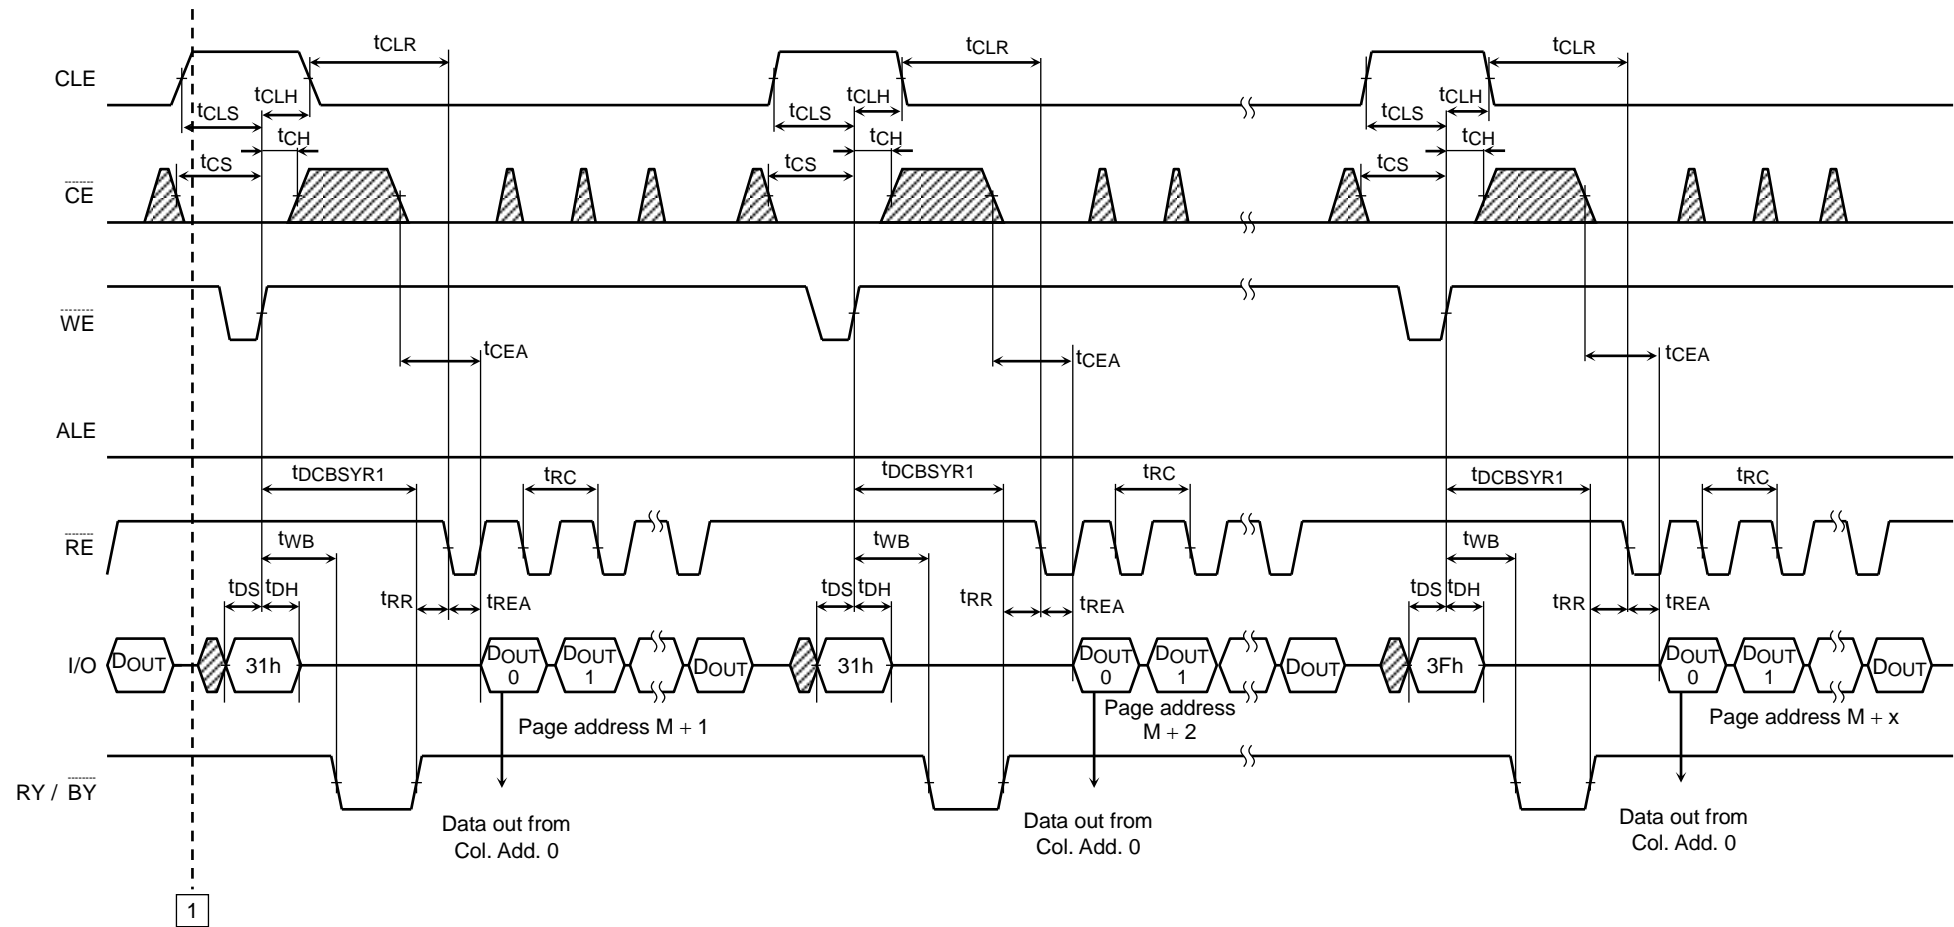 CLE
tCLR
tCLR
tCLR
tCLH
tCLH
tCLH
tCLS
tCLS
tCLS
tCH
tCH
tCH
tCS
tCS
tCS
CE
WE
tCEA
tCEA
tCEA
ALE
tDCBSYR1
tRC
tDCBSYR1
tRC
tDCBSYR1
tRC
RE
tWB
tWB
tWB
tDS
tDH
tRR
tREA
tDS
tDH
tRR
tREA
tDS
tDH
tRR
tREA
I/O
DOUT
31h
DOUT
0
DOUT
1
DOUT
31h
DOUT
0
DOUT
1
DOUT
3Fh
DOUT
0
DOUT
1
DOUT
Page address M + 1
Page address
M + 2
Page address M + x
RY / BY
Data out from
Col. Add. 0
Data out from
Col. Add. 0
Data out from
Col. Add. 0
1